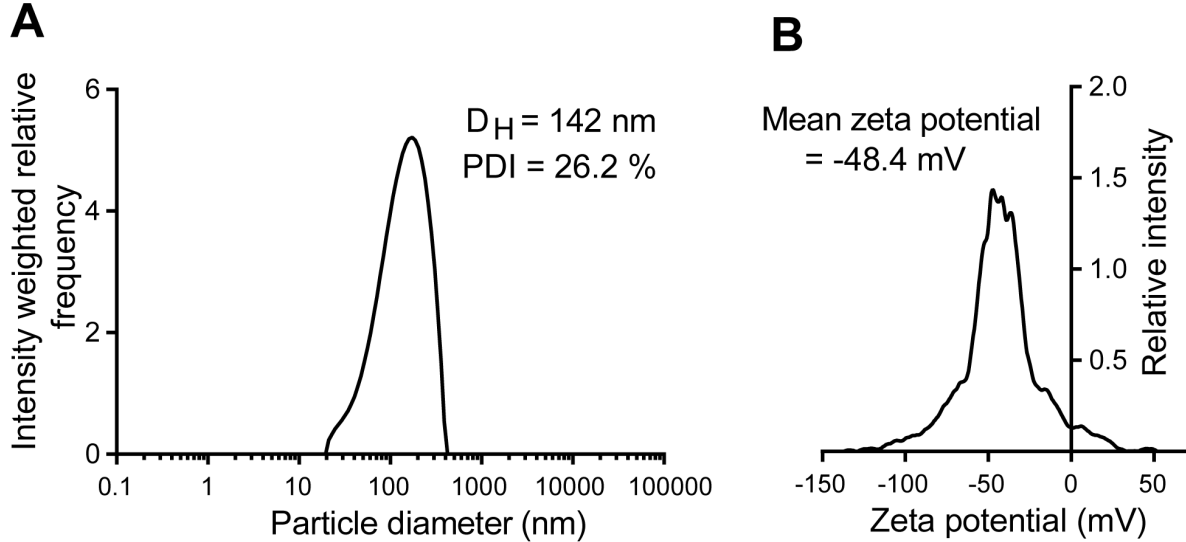 A
Intensity weighted relative
frequency
6
4
2
0
D H = 142 nm
PDI = 26.2 %
0.1 1 10 100 1000 10000 100000
Particle diameter (nm)
B
Mean zeta potential
= -48.4 mV
2.0
1.5
1.0
0.5
Relative intensity
-150 -100 -50 0 50
Zeta potential (mV)